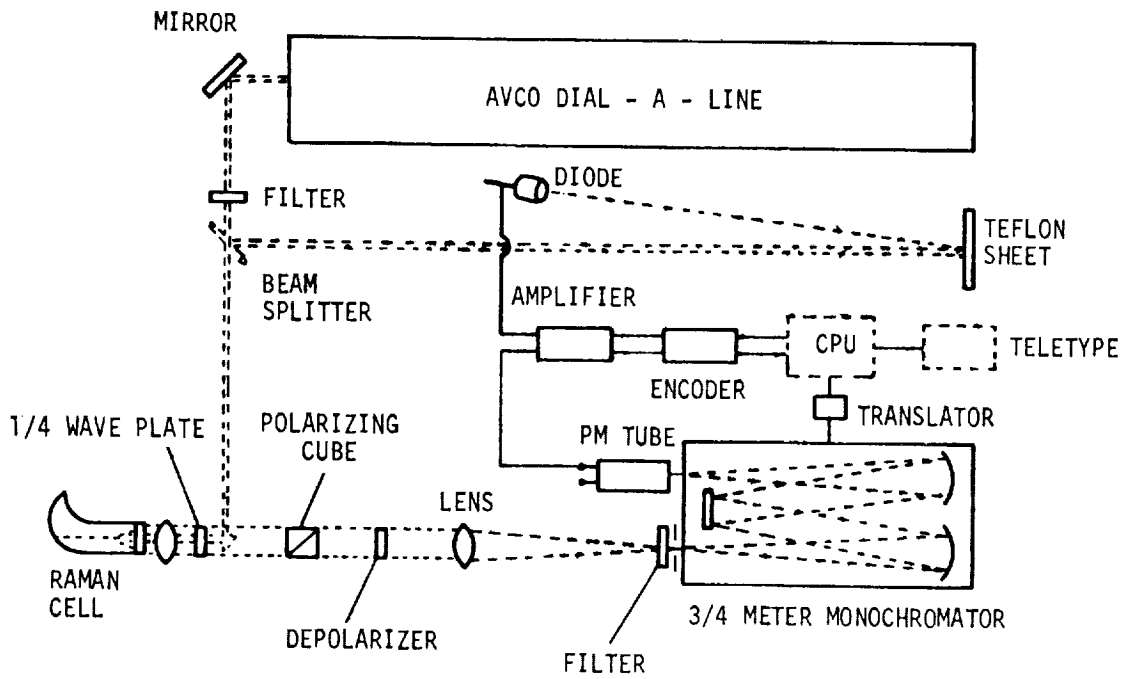 MIRROR
AVCO DIAL - A - LINE
DIODE
FILTER
TEFLON
SHEET
BEAM
SPLITTER
AMPLIFIER
CPU
TELETYPE
ENCODER
TRANSLATOR
1/4 WAVE PLATE
POLARIZING
CUBE
PM TUBE
LENS
RAMAN
CELL
DEPOLARIZER
FILTER
3/4 METER MONOCHROMATOR